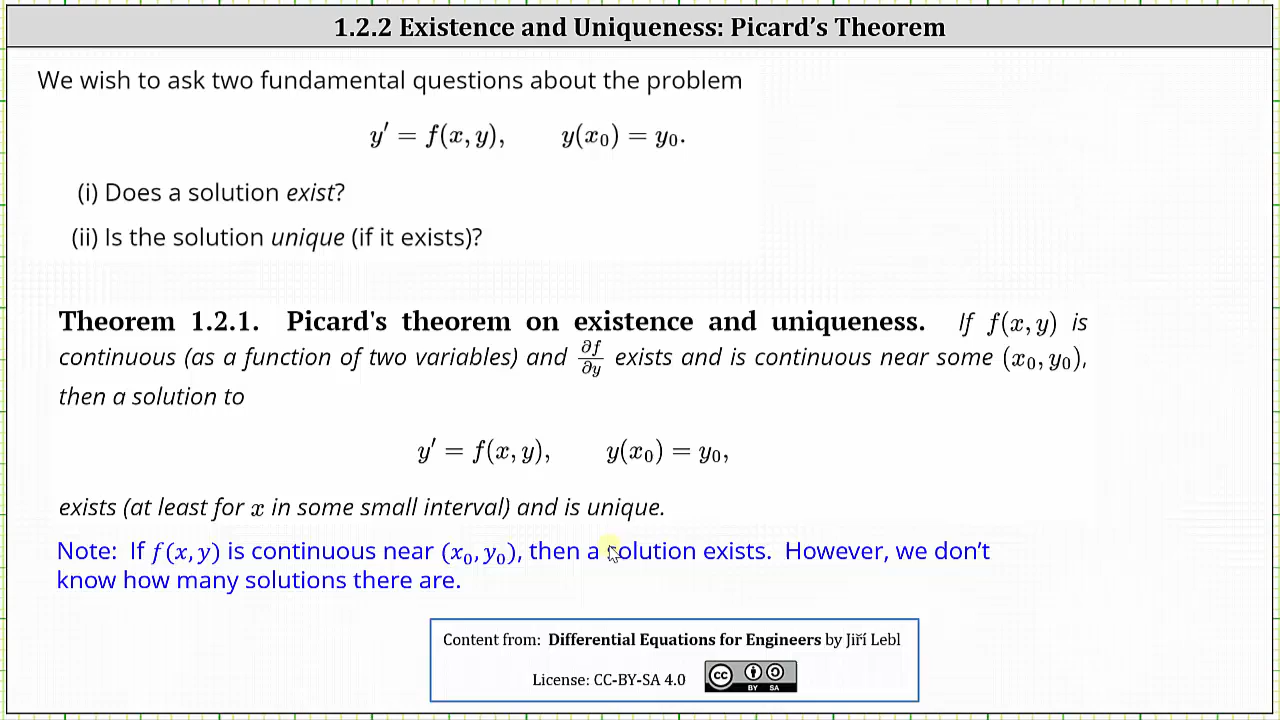 1.2.2 Existence and Uniqueness: Picard's Theorem
We wish to ask two fundamental questions about the problem
y′ = f(x, y),    y(x₀) = y₀.
(i) Does a solution exist?
(ii) Is the solution unique (if it exists)?
Theorem 1.2.1. Picard's theorem on existence and uniqueness. If f(x, y) is
continuous (as a function of two variables) and ∂f/∂y exists and is continuous near some (x₀, y₀),
then a solution to
y′ = f(x, y),    y(x₀) = y₀,
exists (at least for x in some small interval) and is unique.
Note: If f(x, y) is continuous near (x₀, y₀), then a solution exists. However, we don't
know how many solutions there are.
Content from: Differential Equations for Engineers by Jiří Lebl
License: CC-BY-SA 4.0
cc
BY SA